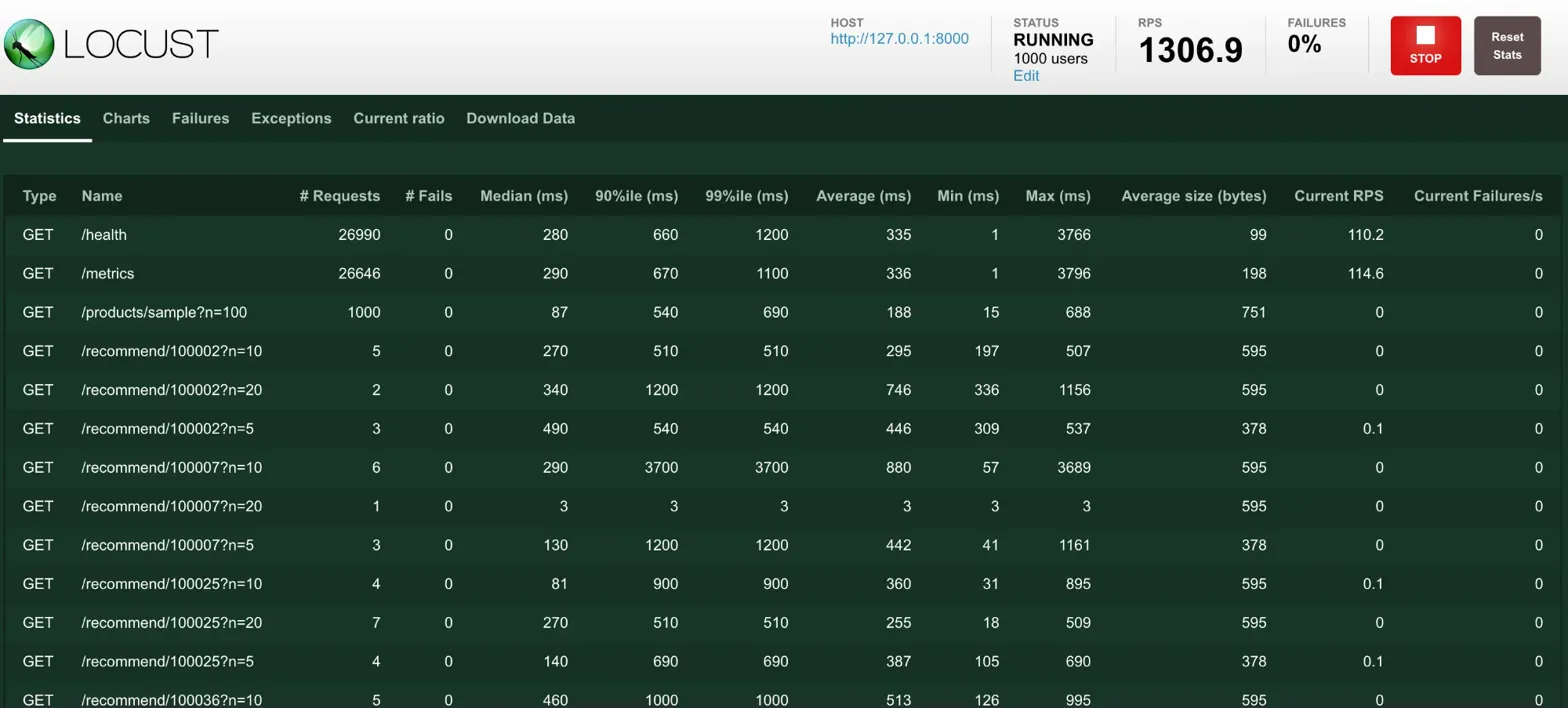 LOCUST
HOST
http://127.0.0.1:8000
STATUS
RUNNING
1000 users
Edit
RPS
1306.9
FAILURES
0%
STOP
Reset
Stats
Statistics Charts Failures Exceptions Current ratio Download Data
Type Name # Requests # Fails Median (ms) 90%ile (ms) 99%ile (ms) Average (ms) Min (ms) Max (ms) Average size (bytes) Current RPS Current Failures/s
GET /health 26990 0 280 660 1200 335 1 3766 99 110.2 0
GET /metrics 26646 0 290 670 1100 336 1 3796 198 114.6 0
GET /products/sample?n=100 1000 0 87 540 690 188 15 688 751 0 0
GET /recommend/100002?n=10 5 0 270 510 510 295 197 507 595 0 0
GET /recommend/100002?n=20 2 0 340 1200 1200 746 336 1156 595 0 0
GET /recommend/100002?n=5 3 0 490 540 540 446 309 537 378 0.1 0
GET /recommend/100007?n=10 6 0 290 3700 3700 880 57 3689 595 0 0
GET /recommend/100007?n=20 1 0 3 3 3 3 3 3 595 0 0
GET /recommend/100007?n=5 3 0 130 1200 1200 442 41 1161 378 0 0
GET /recommend/100025?n=10 4 0 81 900 900 360 31 895 595 0.1 0
GET /recommend/100025?n=20 7 0 270 510 510 255 18 509 595 0 0
GET /recommend/100025?n=5 4 0 140 690 690 387 105 690 378 0.1 0
GET /recommend/100036?n=10 5 0 460 1000 1000 513 126 995 595 0 0